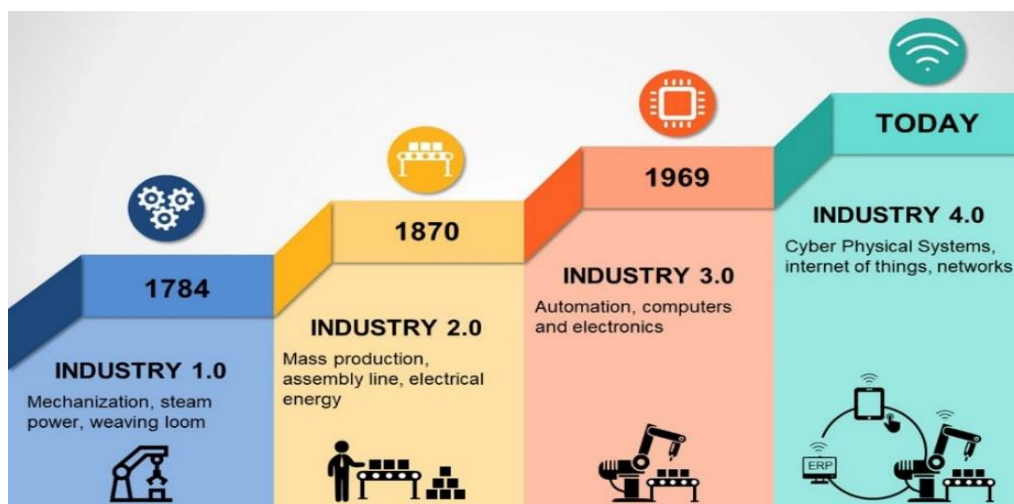 1784
INDUSTRY 1.0
Mechanization, steam
power, weaving loom
1870
INDUSTRY 2.0
Mass production,
assembly line, electrical
energy
1969
INDUSTRY 3.0
Automation, computers
and electronics
TODAY
INDUSTRY 4.0
Cyber Physical Systems,
internet of things, networks
ERP